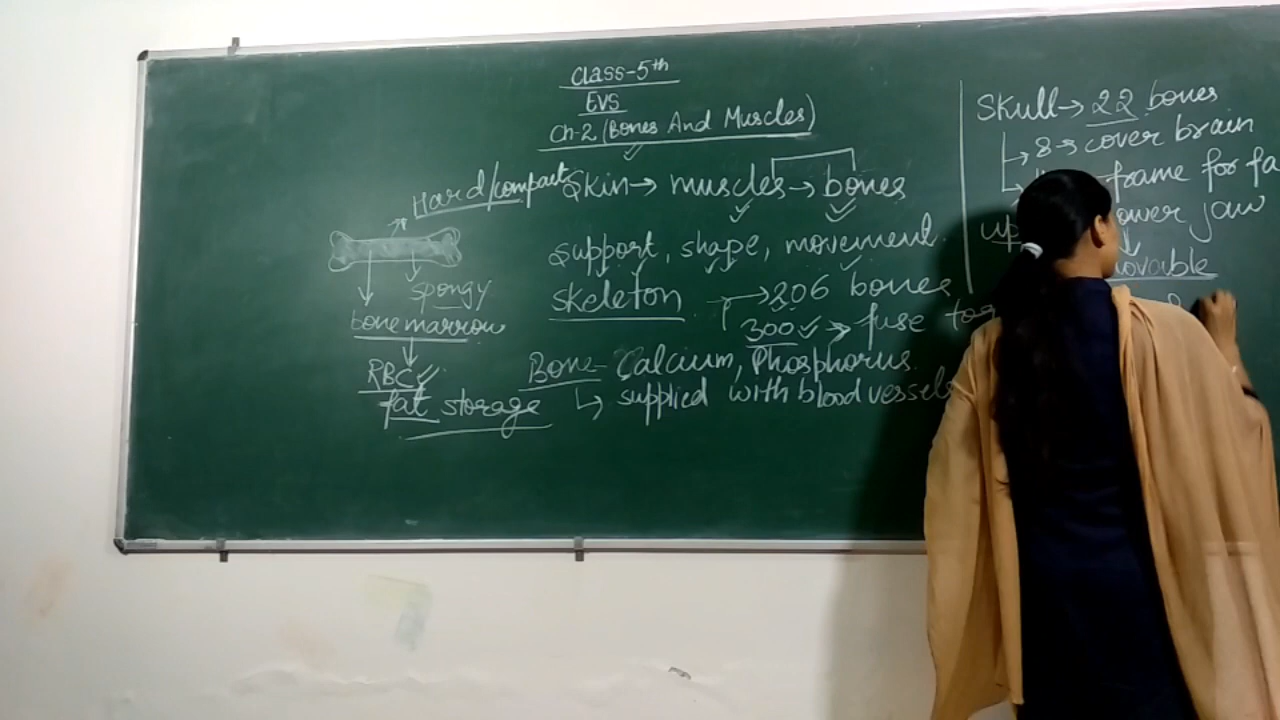 Class-5th
EVS
Ch-2 (Bones And Muscles)
Hard/compact
spongy
bone marrow
RBC
fat storage
Skin → muscles → bones
support, shape, movement.
Skeleton → 206 bones
300 → fuse
Bone - Calcium, Phosphorus.
↳ supplied with blood vessels
Skull → 22 bones
→ 8 → cover brain
→ frame for fa
up lower jaw
↓
movable